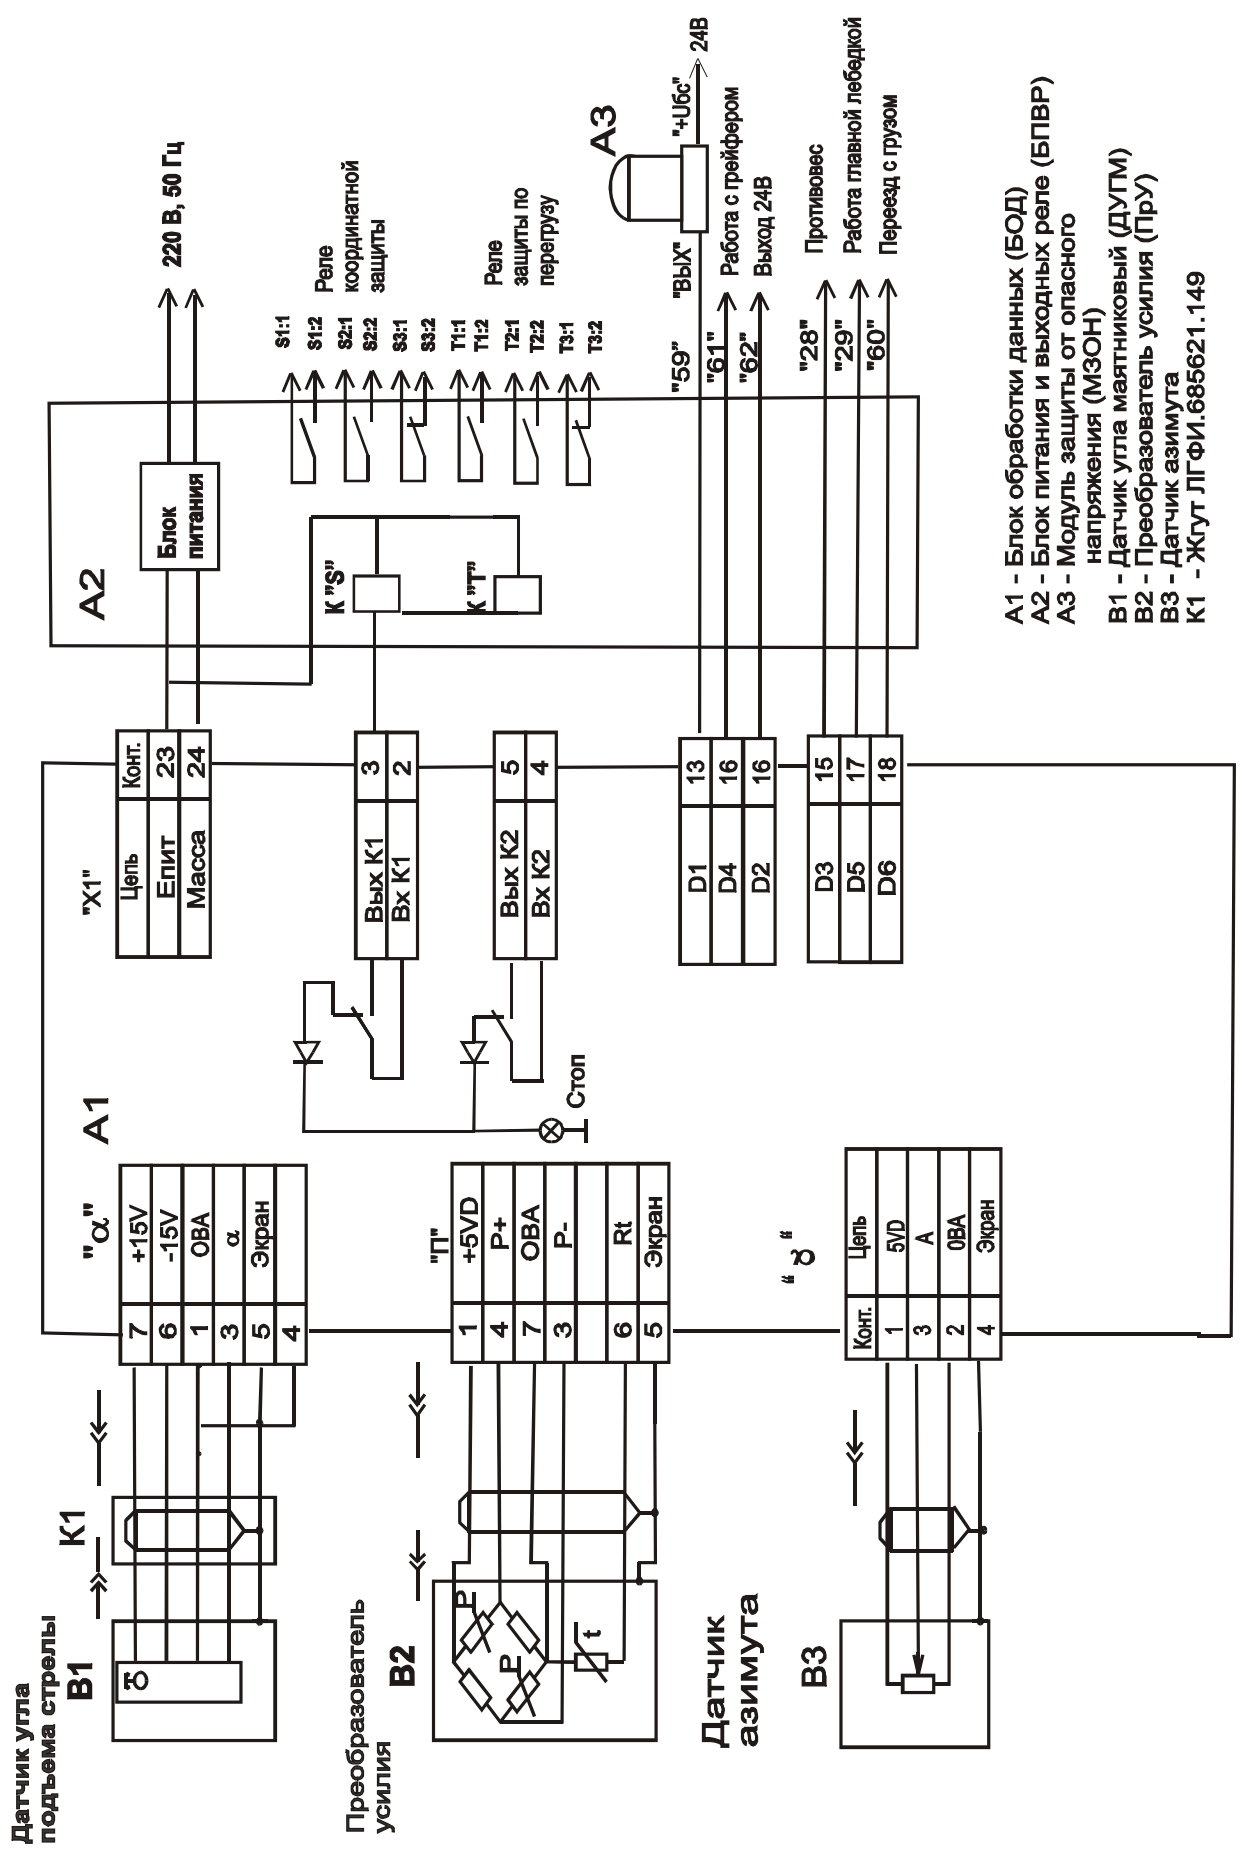 Датчик угла
подъема стрелы
В1
К1
"α"
7 +15V
6 -15V
1 ОВА
3 α
5 Экран
4
А1
"X1"
Цепь Конт.
Епит 23
Масса 24
А2
Блок
питания
220 В, 50 Гц
Преобразователь
усилия
В2
P
P
t
"П"
1 +5VD
4 P+
7 ОВА
3 P-
6 Rt
5 Экран
Стоп
Вых К1 3
Вх К1 2
Вых К2 5
Вх К2 4
К "S"
К "T"
S1:1
S1:2
S2:1
S2:2
S3:1
S3:2
T1:1
T1:2
T2:1
T2:2
T3:1
T3:2
Реле
координатной
защиты
Реле
защиты по
перегрузу
А3
D1 13
D4 16
D2 16
"59"
"61"
"62"
"ВЫХ"
"+Uбс"
24В
Работа с грейфером
Выход 24В
D3 15
D5 17
D6 18
"28"
"29"
"60"
Противовес
Работа главной лебедкой
Переезд с грузом
Датчик
азимута
В3
Конт. Цепь
1 5VD
3 А
2 0ВА
4 Экран
А1 - Блок обработки данных (БОД)
А2 - Блок питания и выходных реле (БПВР)
А3 - Модуль защиты от опасного
напряжения (МЗОН)
В1 - Датчик угла маятниковый (ДУГМ)
В2 - Преобразователь усилия (ПрУ)
В3 - Датчик азимута
К1 - Жгут ЛГФИ.685621.149